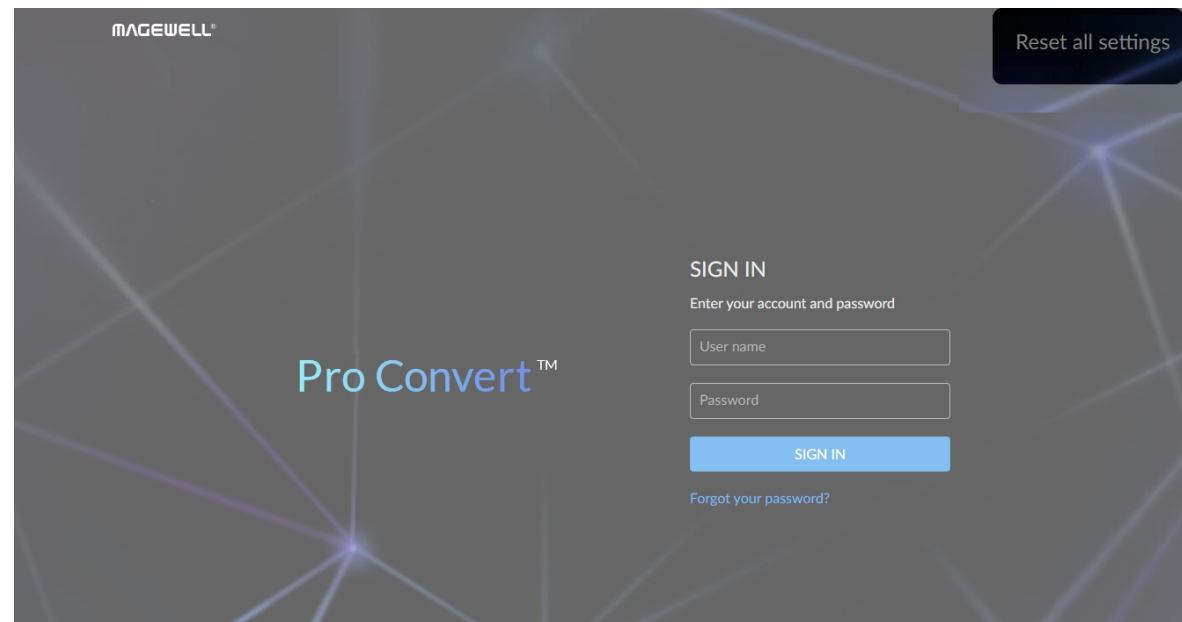 MAGEWELL®
Reset all settings
SIGN IN
Enter your account and password
User name
Pro Convert™
Password
SIGN IN
Forgot your password?